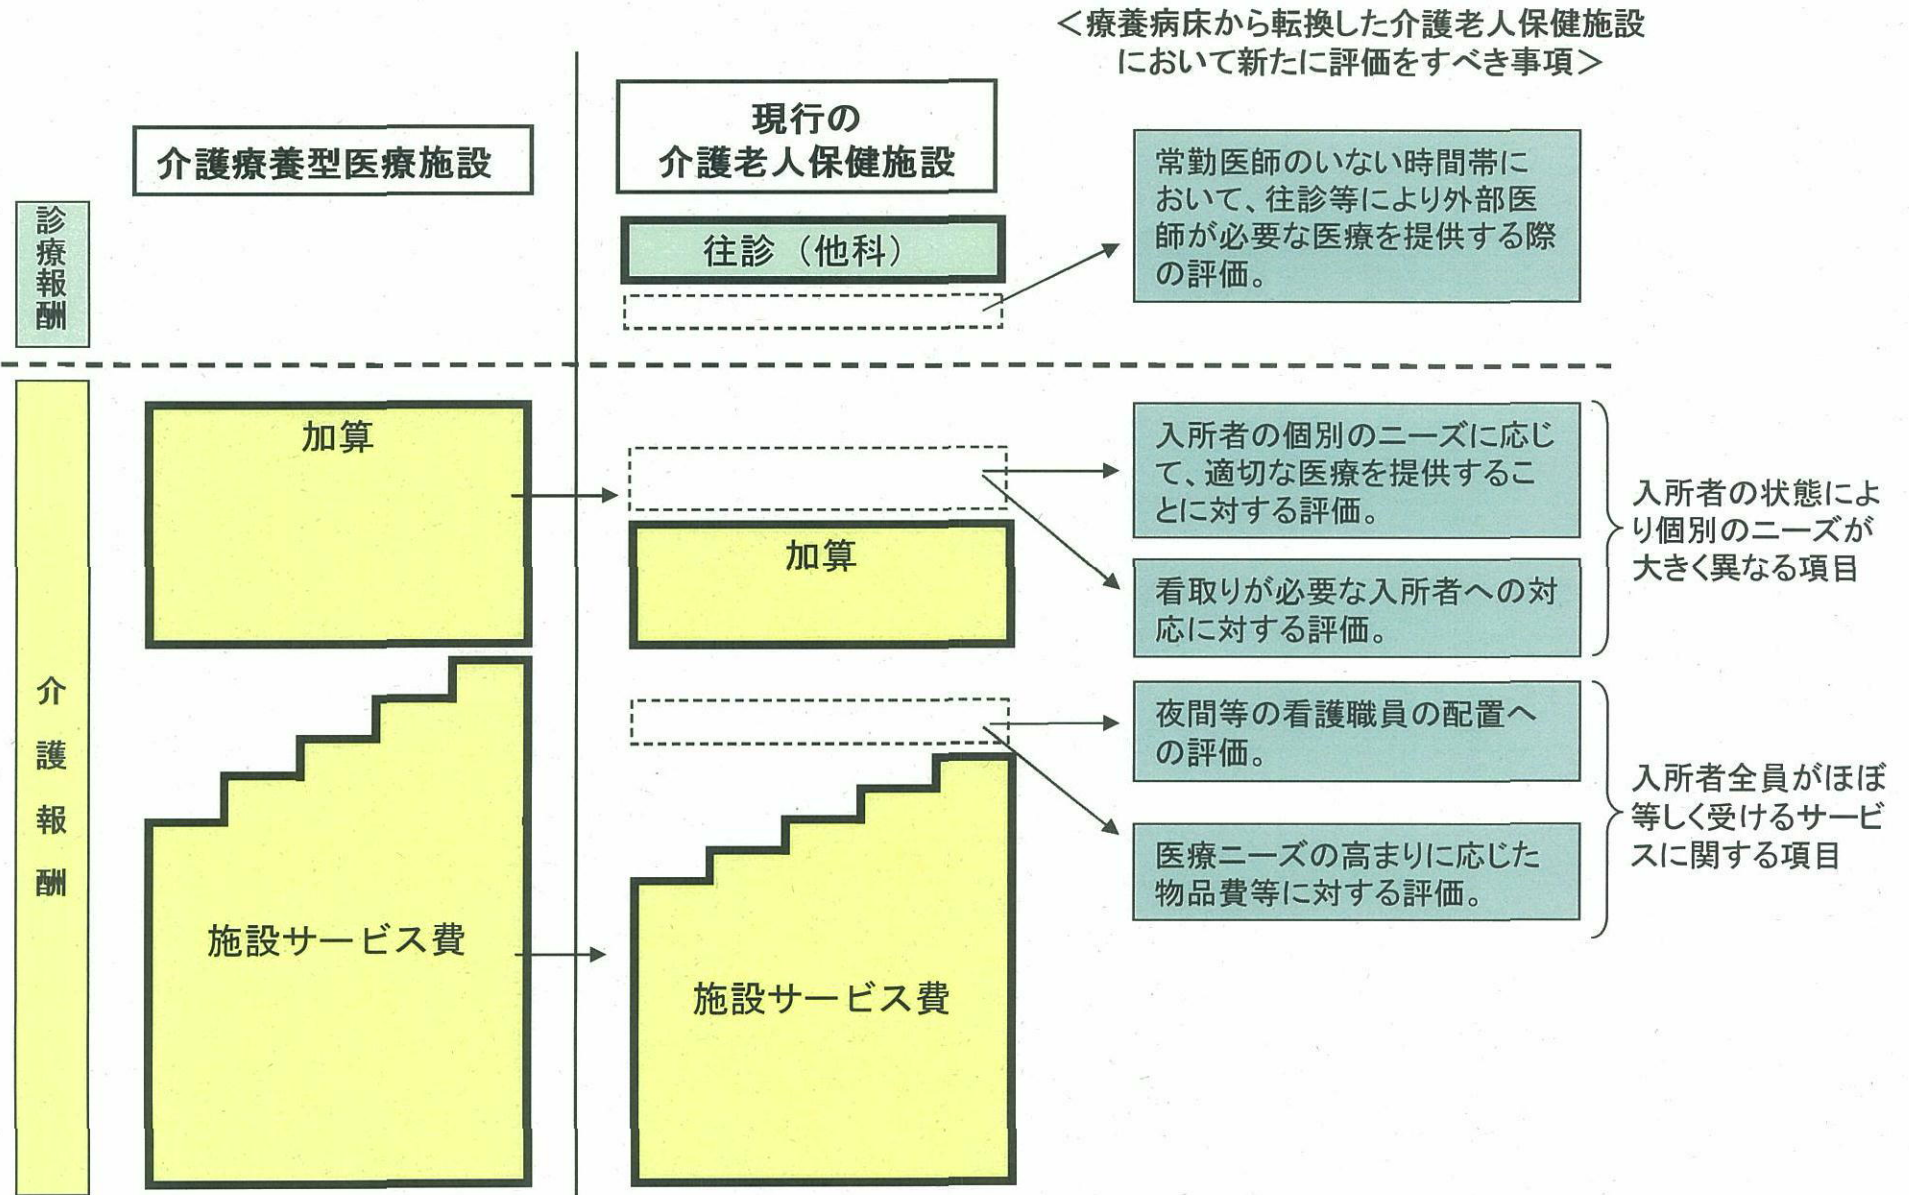 ＜療養病床から転換した介護老人保健施設
において新たに評価をすべき事項＞
介護療養型医療施設
現行の
介護老人保健施設
診療報酬
往診（他科）
常勤医師のいない時間帯に
おいて、往診等により外部医
師が必要な医療を提供する際
の評価。
介護報酬
加算
加算
入所者の個別のニーズに応じ
て、適切な医療を提供するこ
とに対する評価。
看取りが必要な入所者への対
応に対する評価。
入所者の状態によ
り個別のニーズが
大きく異なる項目
施設サービス費
施設サービス費
夜間等の看護職員の配置へ
の評価。
医療ニーズの高まりに応じた
物品費等に対する評価。
入所者全員がほぼ
等しく受けるサービ
スに関する項目